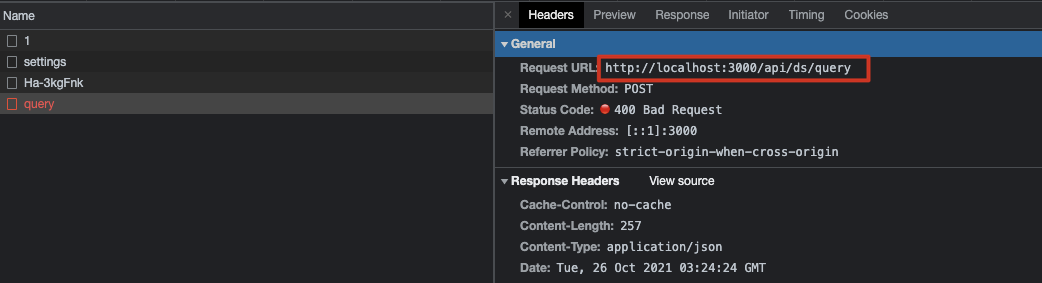 Name
1
settings
Ha-3kgFnk
query
× Headers Preview Response Initiator Timing Cookies
General
Request URL: http://localhost:3000/api/ds/query
Request Method: POST
Status Code: 400 Bad Request
Remote Address: [::1]:3000
Referrer Policy: strict-origin-when-cross-origin
Response Headers View source
Cache-Control: no-cache
Content-Length: 257
Content-Type: application/json
Date: Tue, 26 Oct 2021 03:24:24 GMT